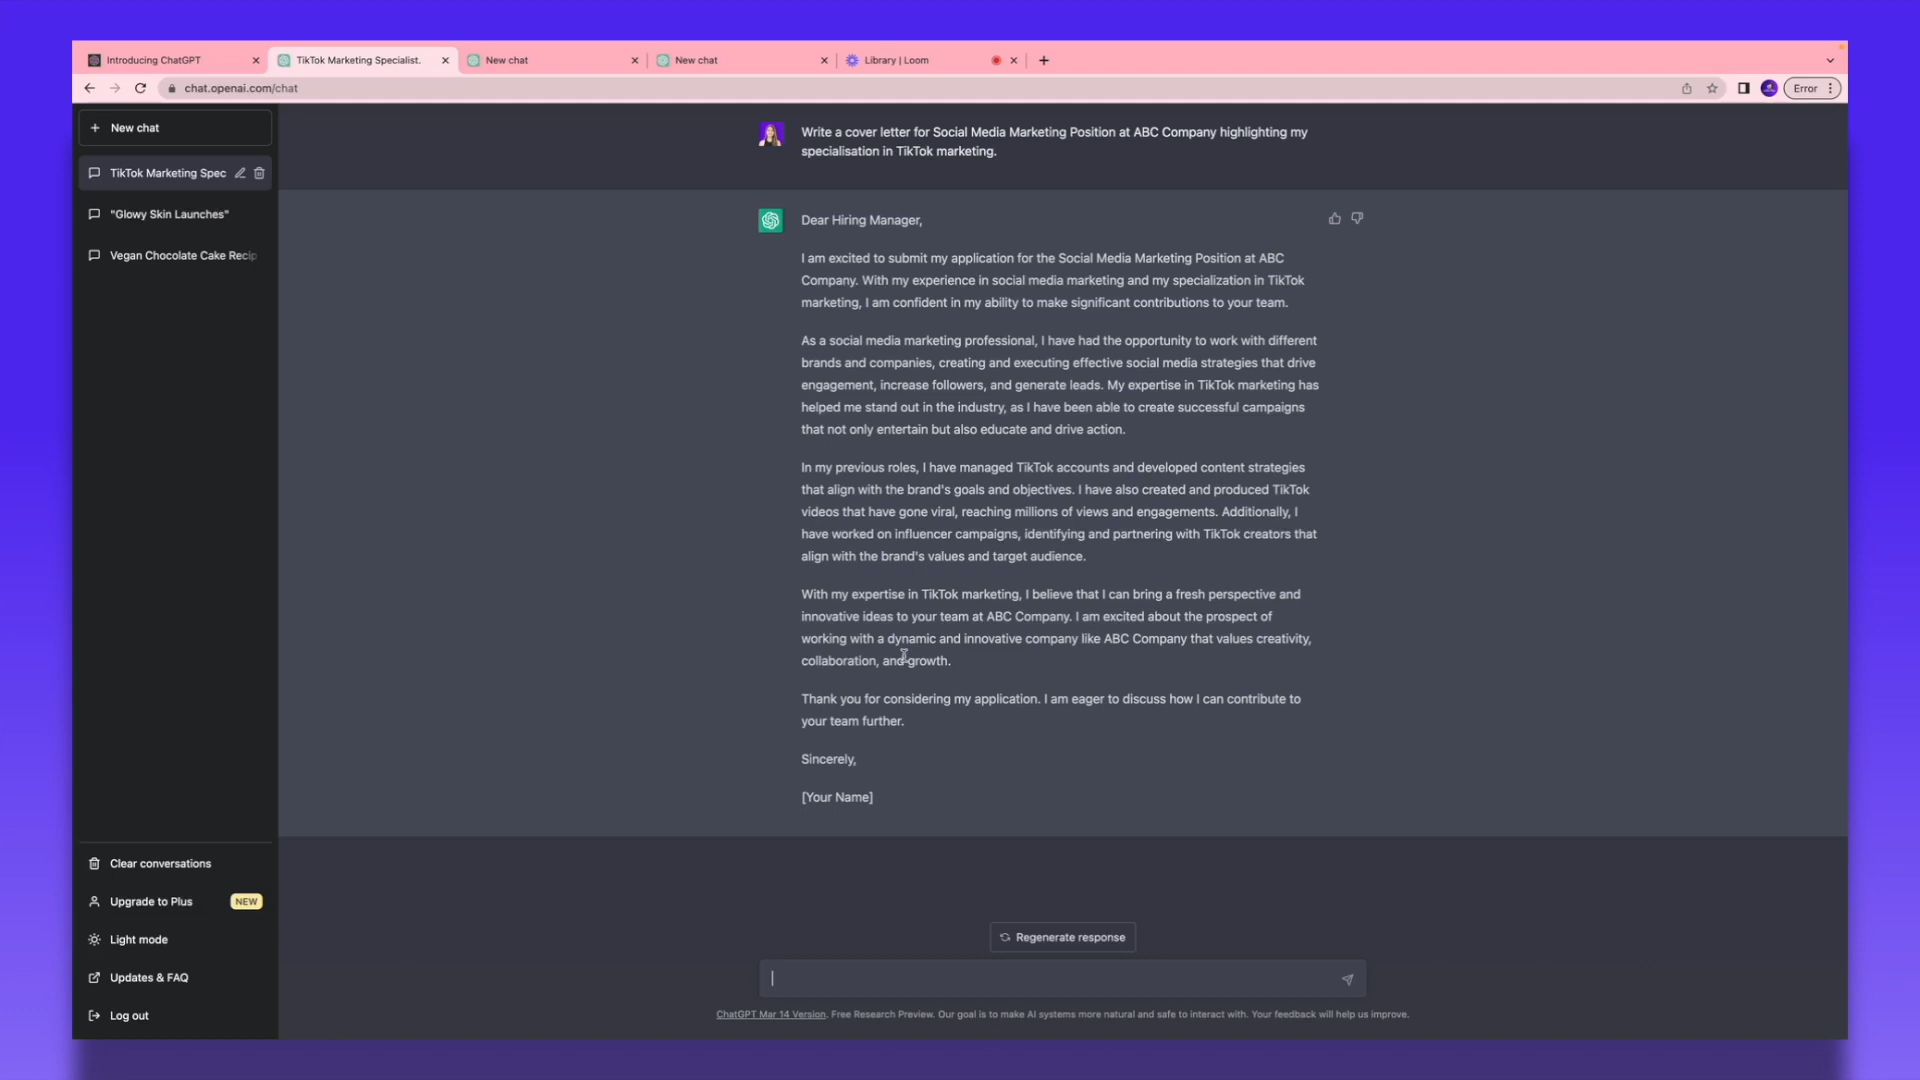 Introducing ChatGPT
TikTok Marketing Specialist.
New chat
New chat
Library | Loom
chat.openai.com/chat
Error
New chat
TikTok Marketing Spec
"Glowy Skin Launches"
Vegan Chocolate Cake Recip
Clear conversations
Upgrade to Plus
NEW
Light mode
Updates & FAQ
Log out
Write a cover letter for Social Media Marketing Position at ABC Company highlighting my
specialisation in TikTok marketing.
Dear Hiring Manager,
I am excited to submit my application for the Social Media Marketing Position at ABC
Company. With my experience in social media marketing and my specialization in TikTok
marketing, I am confident in my ability to make significant contributions to your team.
As a social media marketing professional, I have had the opportunity to work with different
brands and companies, creating and executing effective social media strategies that drive
engagement, increase followers, and generate leads. My expertise in TikTok marketing has
helped me stand out in the industry, as I have been able to create successful campaigns
that not only entertain but also educate and drive action.
In my previous roles, I have managed TikTok accounts and developed content strategies
that align with the brand's goals and objectives. I have also created and produced TikTok
videos that have gone viral, reaching millions of views and engagements. Additionally, I
have worked on influencer campaigns, identifying and partnering with TikTok creators that
align with the brand's values and target audience.
With my expertise in TikTok marketing, I believe that I can bring a fresh perspective and
innovative ideas to your team at ABC Company. I am excited about the prospect of
working with a dynamic and innovative company like ABC Company that values creativity,
collaboration, and growth.
Thank you for considering my application. I am eager to discuss how I can contribute to
your team further.
Sincerely,
[Your Name]
Regenerate response
ChatGPT Mar 14 Version. Free Research Preview. Our goal is to make AI systems more natural and safe to interact with. Your feedback will help us improve.